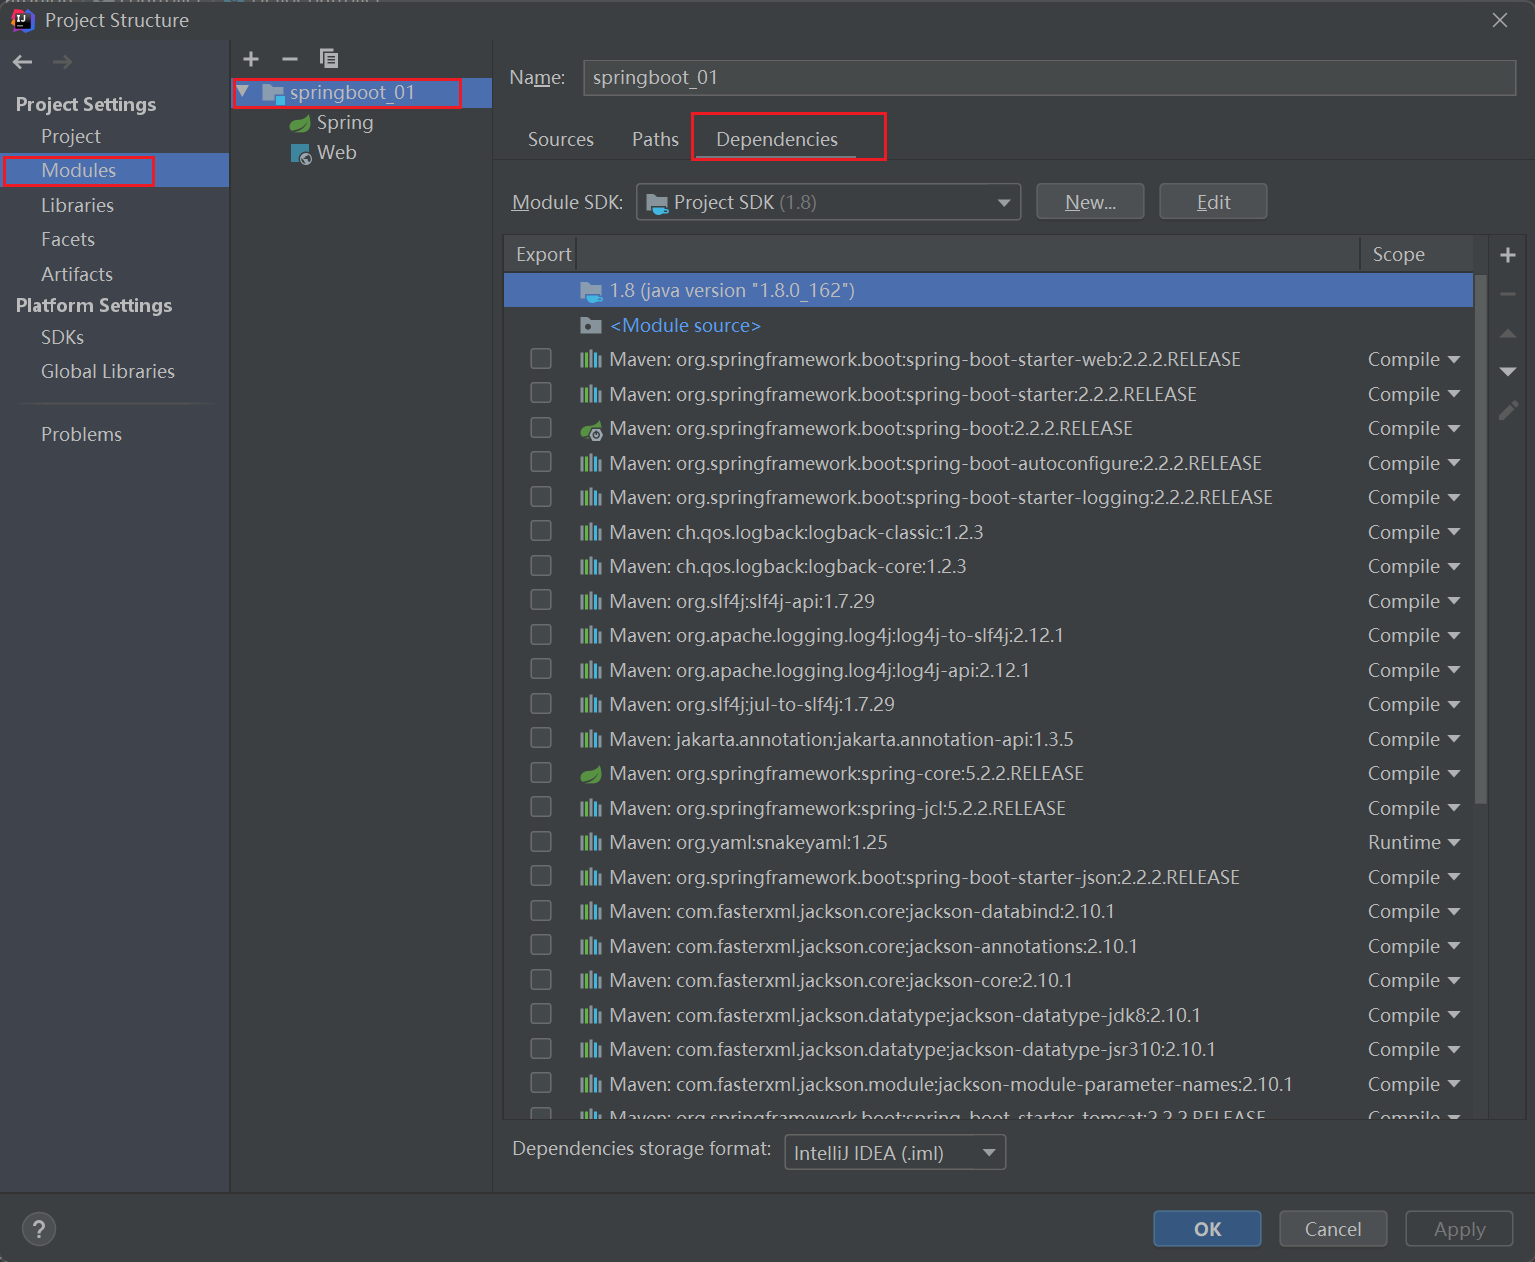 Project Structure
Project Settings
Project
Modules
Libraries
Facets
Artifacts
Platform Settings
SDKs
Global Libraries
Problems
springboot_01
Spring
Web
Name: springboot_01
Sources Paths Dependencies
Module SDK: Project SDK (1.8) New... Edit
Export Scope
1.8 (java version "1.8.0_162")
<Module source>
Maven: org.springframework.boot:spring-boot-starter-web:2.2.2.RELEASE Compile
Maven: org.springframework.boot:spring-boot-starter:2.2.2.RELEASE Compile
Maven: org.springframework.boot:spring-boot:2.2.2.RELEASE Compile
Maven: org.springframework.boot:spring-boot-autoconfigure:2.2.2.RELEASE Compile
Maven: org.springframework.boot:spring-boot-starter-logging:2.2.2.RELEASE Compile
Maven: ch.qos.logback:logback-classic:1.2.3 Compile
Maven: ch.qos.logback:logback-core:1.2.3 Compile
Maven: org.slf4j:slf4j-api:1.7.29 Compile
Maven: org.apache.logging.log4j:log4j-to-slf4j:2.12.1 Compile
Maven: org.apache.logging.log4j:log4j-api:2.12.1 Compile
Maven: org.slf4j:jul-to-slf4j:1.7.29 Compile
Maven: jakarta.annotation:jakarta.annotation-api:1.3.5 Compile
Maven: org.springframework:spring-core:5.2.2.RELEASE Compile
Maven: org.springframework:spring-jcl:5.2.2.RELEASE Compile
Maven: org.yaml:snakeyaml:1.25 Runtime
Maven: org.springframework.boot:spring-boot-starter-json:2.2.2.RELEASE Compile
Maven: com.fasterxml.jackson.core:jackson-databind:2.10.1 Compile
Maven: com.fasterxml.jackson.core:jackson-annotations:2.10.1 Compile
Maven: com.fasterxml.jackson.core:jackson-core:2.10.1 Compile
Maven: com.fasterxml.jackson.datatype:jackson-datatype-jdk8:2.10.1 Compile
Maven: com.fasterxml.jackson.datatype:jackson-datatype-jsr310:2.10.1 Compile
Maven: com.fasterxml.jackson.module:jackson-module-parameter-names:2.10.1 Compile
Maven: org.springframework.boot:spring-boot-starter-tomcat:2.2.2.RELEASE Compile
Dependencies storage format: IntelliJ IDEA (.iml)
? OK Cancel Apply